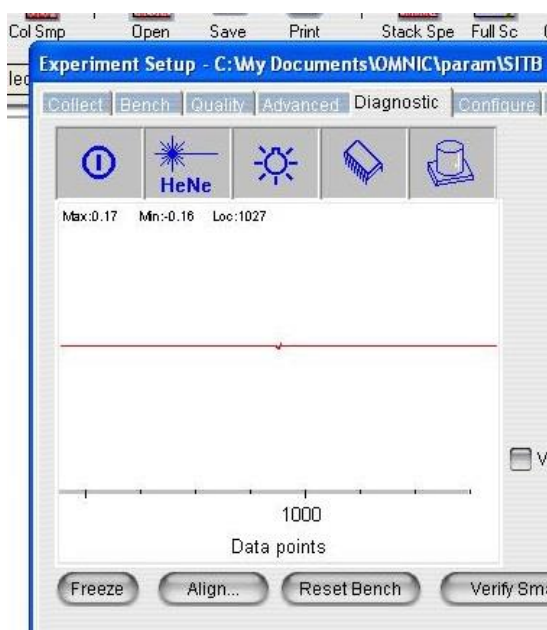 Col Smp Open Save Print Stack Spe Full Sc
Experiment Setup - C:\My Documents\OMNIC\param\SITB
lec
Collect Bench Quality Advanced Diagnostic Configure
HeNe
Max:0.17 Min:-0.16 Loc:1027
V
1000
Data points
Freeze Align... Reset Bench Verify Sm